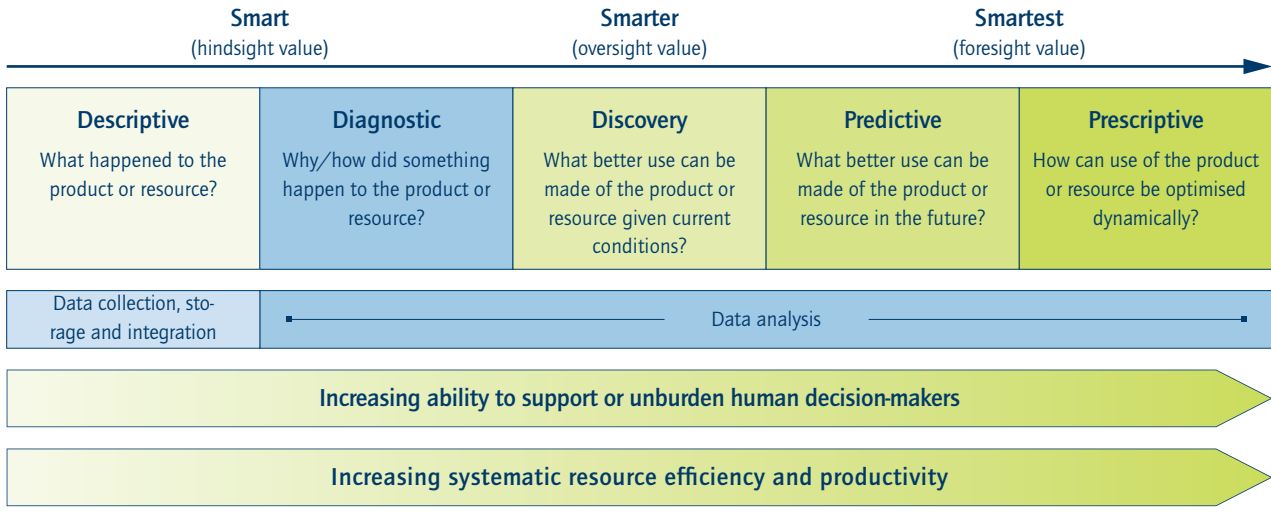 Smart
(hindsight value)
Smarter
(oversight value)
Smartest
(foresight value)
Descriptive
What happened to the
product or resource?
Diagnostic
Why/how did something
happen to the product or
resource?
Discovery
What better use can be
made of the product or
resource given current
conditions?
Predictive
What better use can be
made of the product or
resource in the future?
Prescriptive
How can use of the product
or resource be optimised
dynamically?
Data collection, sto-
rage and integration
Data analysis
Increasing ability to support or unburden human decision-makers
Increasing systematic resource efficiency and productivity